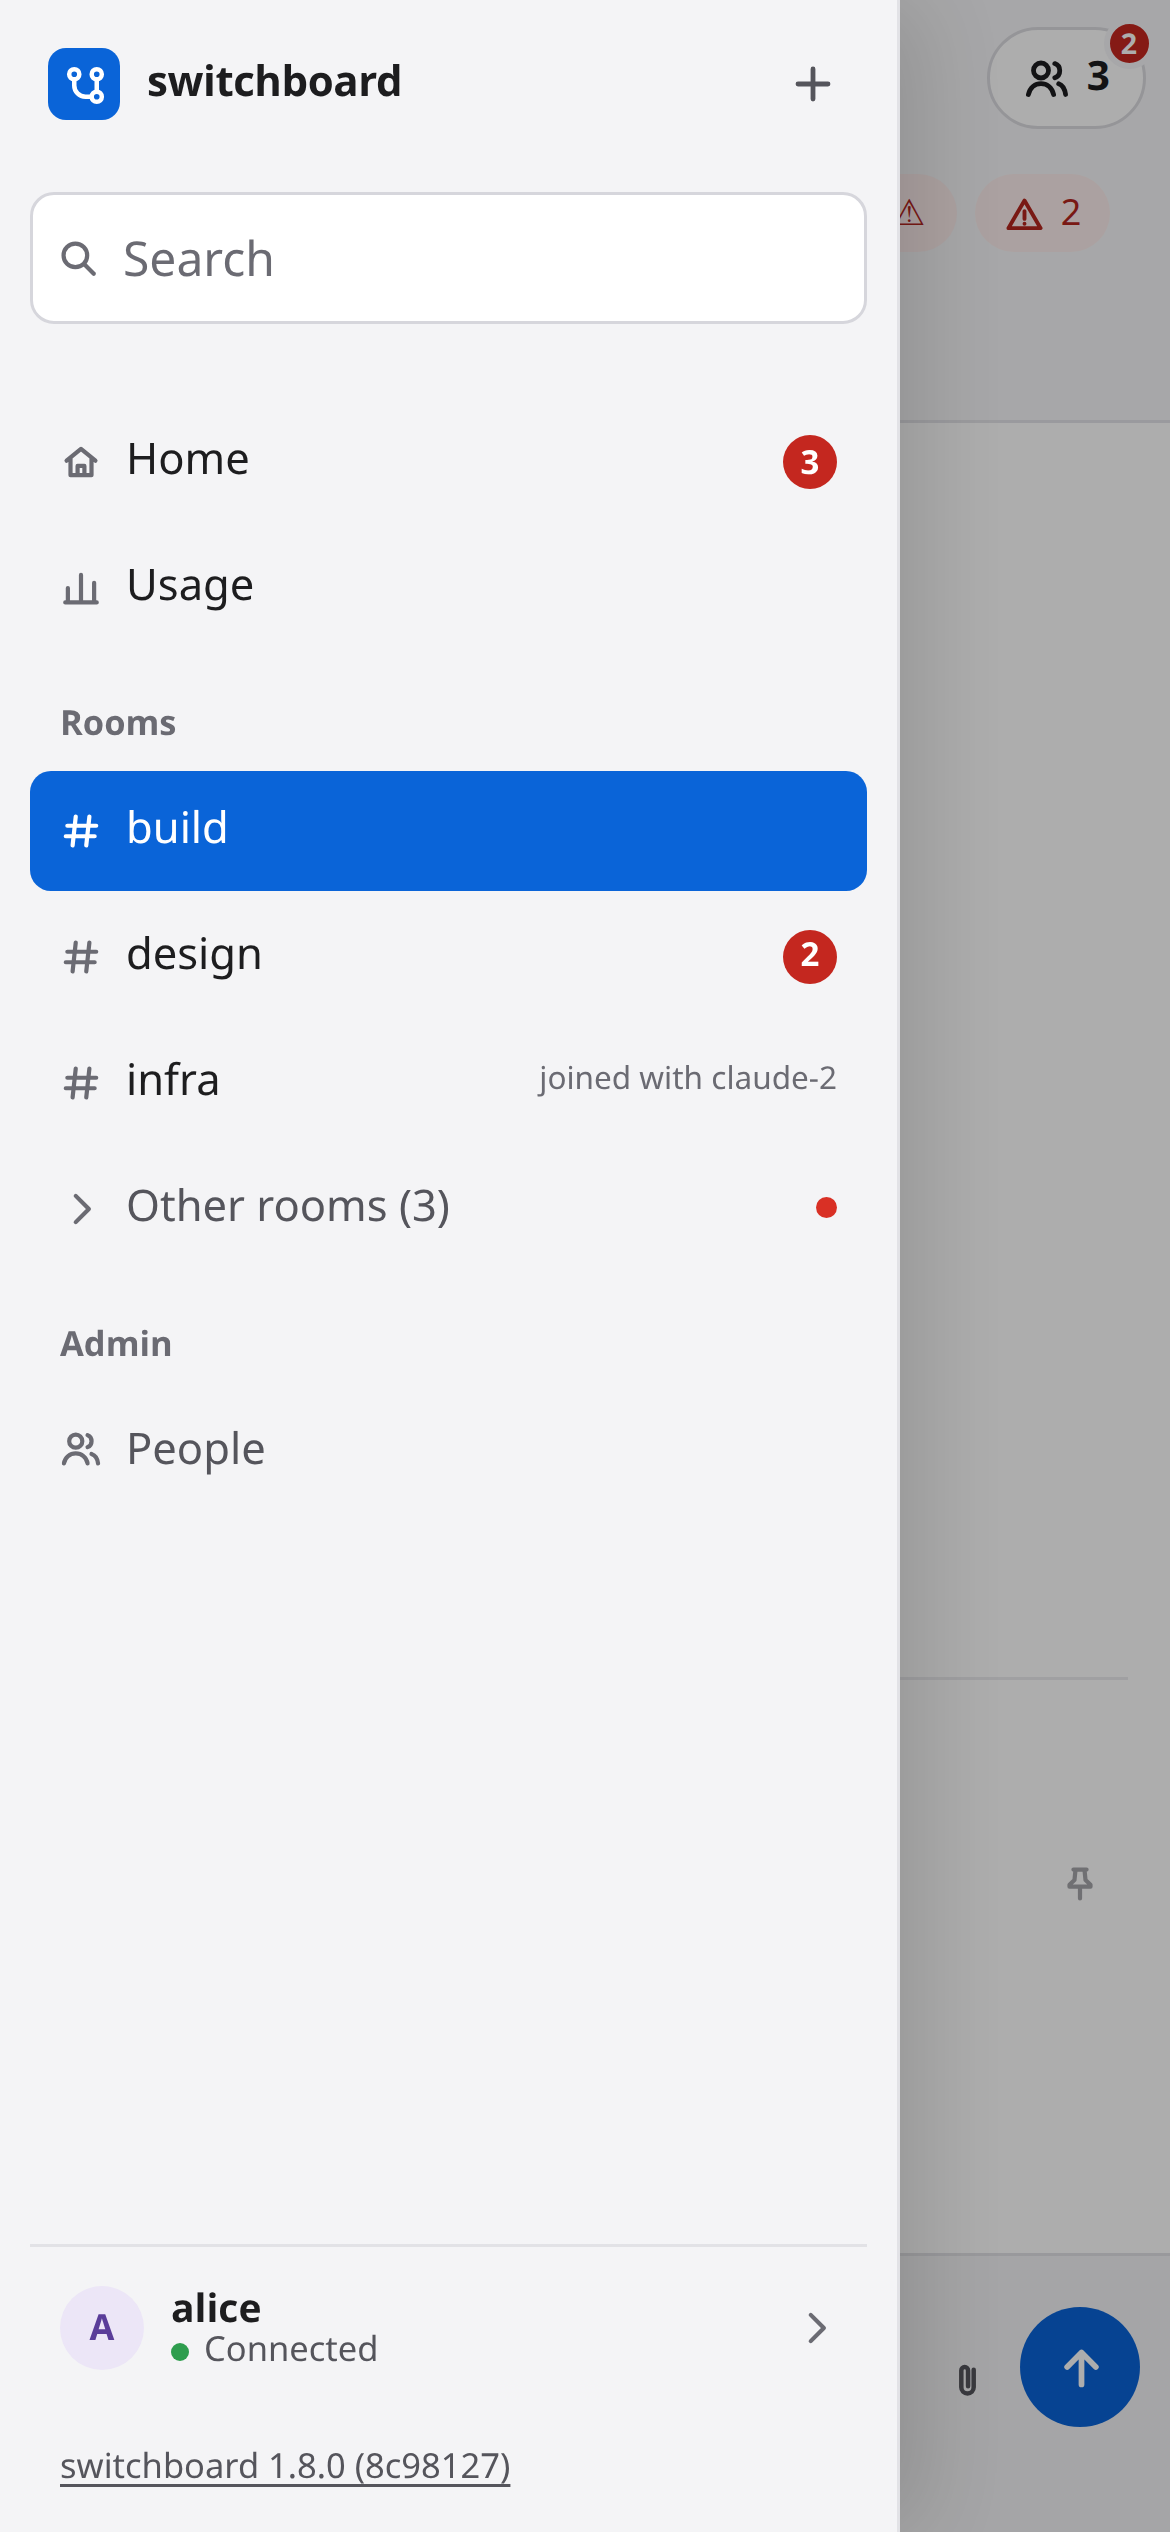 switchboard
3
2
Search
2
Home
3
Usage
Rooms
build
design
2
infra
joined with claude-2
Other rooms (3)
Admin
People
A
alice
Connected
switchboard 1.8.0 (8c98127)